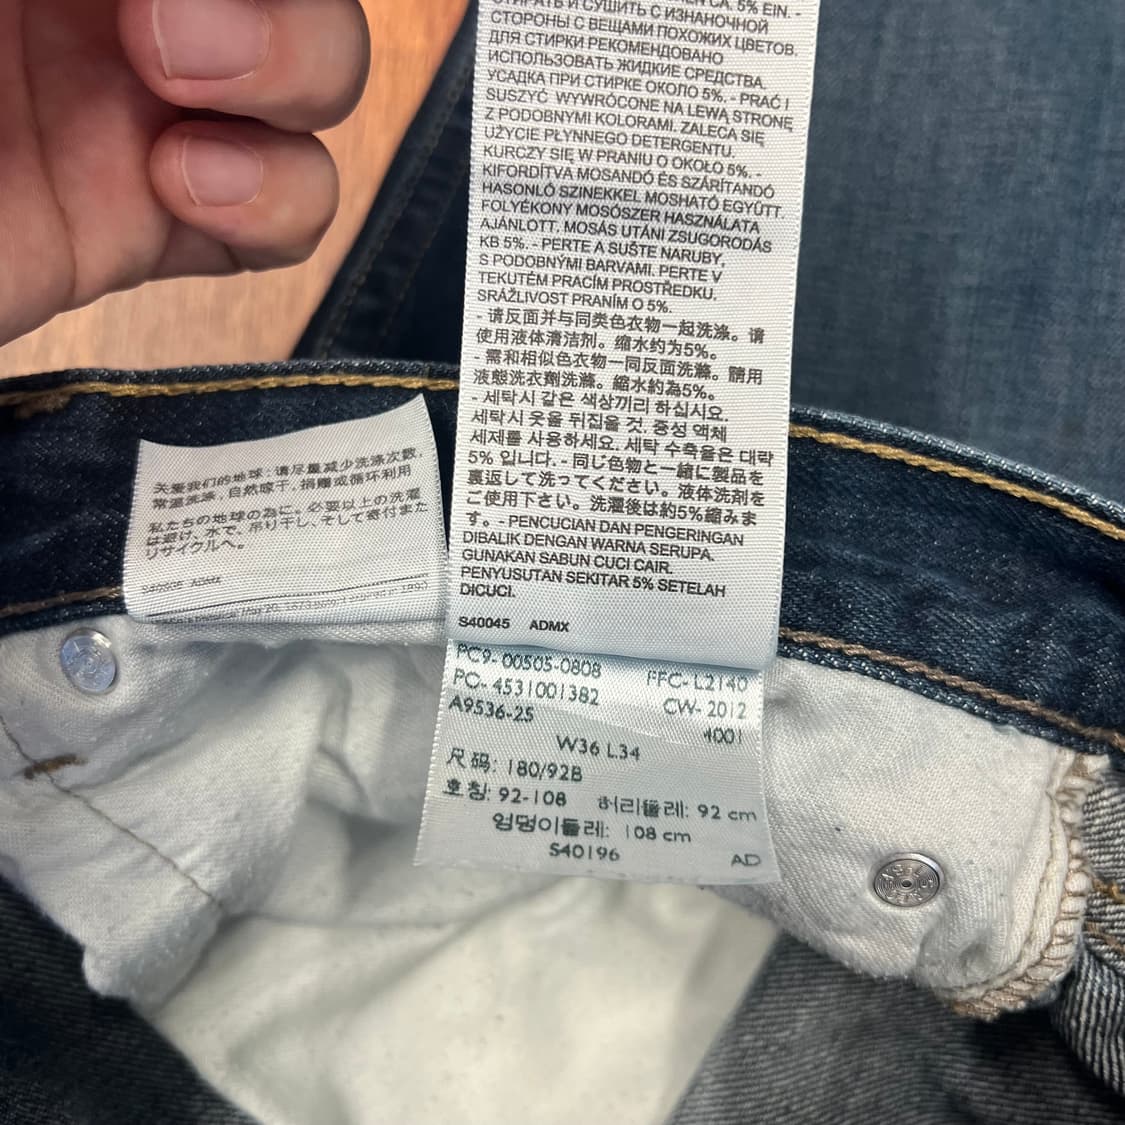 СТИРАТЬ И СУШИТЬ С ИЗНАНОЧНОЙ
СТОРОНЫ С ВЕЩАМИ ПОХОЖИХ ЦВЕТОВ.
ДЛЯ СТИРКИ РЕКОМЕНДОВАНО
ИСПОЛЬЗОВАТЬ ЖИДКИЕ СРЕДСТВА.
УСАДКА ПРИ СТИРКЕ ОКОЛО 5%. - PRAĆ I
SUSZYĆ WYWRÓCONE NA LEWĄ STRONĘ
Z PODOBNYMI KOLORAMI. ZALECA SIĘ
UŻYCIE PŁYNNEGO DETERGENTU.
KURCZY SIĘ W PRANIU O OKOŁO 5%. -
KIFORDÍTVA MOSANDÓ ÉS SZÁRÍTANDÓ
HASONLÓ SZINEKKEL MOSHATÓ EGYÜTT.
FOLYÉKONY MOSÓSZER HASZNÁLATA
AJÁNLOTT. MOSÁS UTÁNI ZSUGORODÁS
KB 5%. - PERTE A SUŠTE NARUBY,
S PODOBNÝMI BARVAMI. PERTE V
TEKUTÉM PRACÍM PROSTŘEDKU.
SRÁŽLIVOST PRANÍM O 5%.
- 请反面并与同类色衣物一起洗涤。请
使用液体清洁剂。缩水约为5%。
- 需和相似色衣物一同反面洗滌。請用
液態洗衣劑洗滌。縮水約為5%。
- 세탁시 같은 색상끼리 하십시요.
세탁시 옷을 뒤집을 것. 중성 액체
세제를 사용하세요. 세탁 수축율은 대략
5% 입니다. - 同じ色物と一緒に製品を
裏返して洗ってください。液体洗剤を
ご使用下さい。洗濯後は約5%縮みま
す。- PENCUCIAN DAN PENGERINGAN
DIBALIK DENGAN WARNA SERUPA.
GUNAKAN SABUN CUCI CAIR.
PENYUSUTAN SEKITAR 5% SETELAH
DICUCI.
S40045 ADMX
关爱我们的地球: 请尽量减少洗涤次数,
常温洗涤, 自然晾干, 捐赠或循环利用
私たちの地球の為に。必要以上の洗濯
は避け、水で、吊り干し、そして寄付また
リサイクルへ。
ADMX
PC9- 00505-0808 FFC- L2140
PC- 4531001382 CW- 2012
A9536-25 4001
W36 L34
尺码: 180/92B
호칭: 92-108 허리둘레: 92 cm
엉덩이둘레: 108 cm
S40196 AD